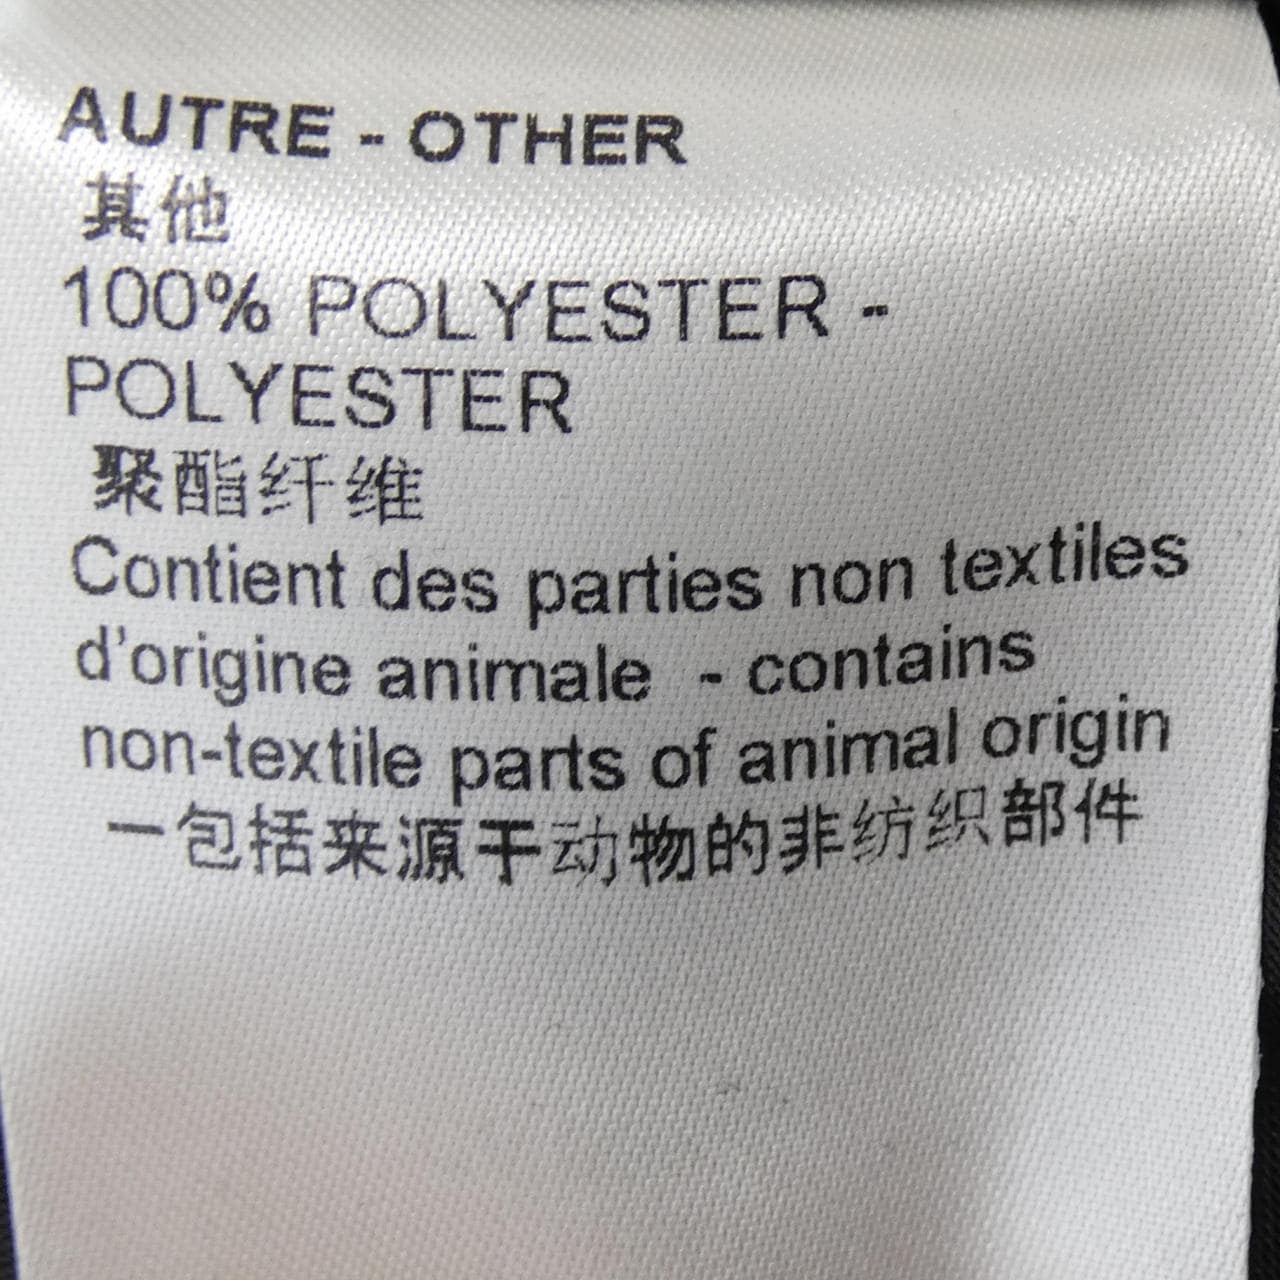 AUTRE - OTHER
其他
100% POLYESTER -
POLYESTER
聚酯纤维
Contient des parties non textiles
d'origine animale - contains
non-textile parts of animal origin
一包括来源于动物的非纺织部件